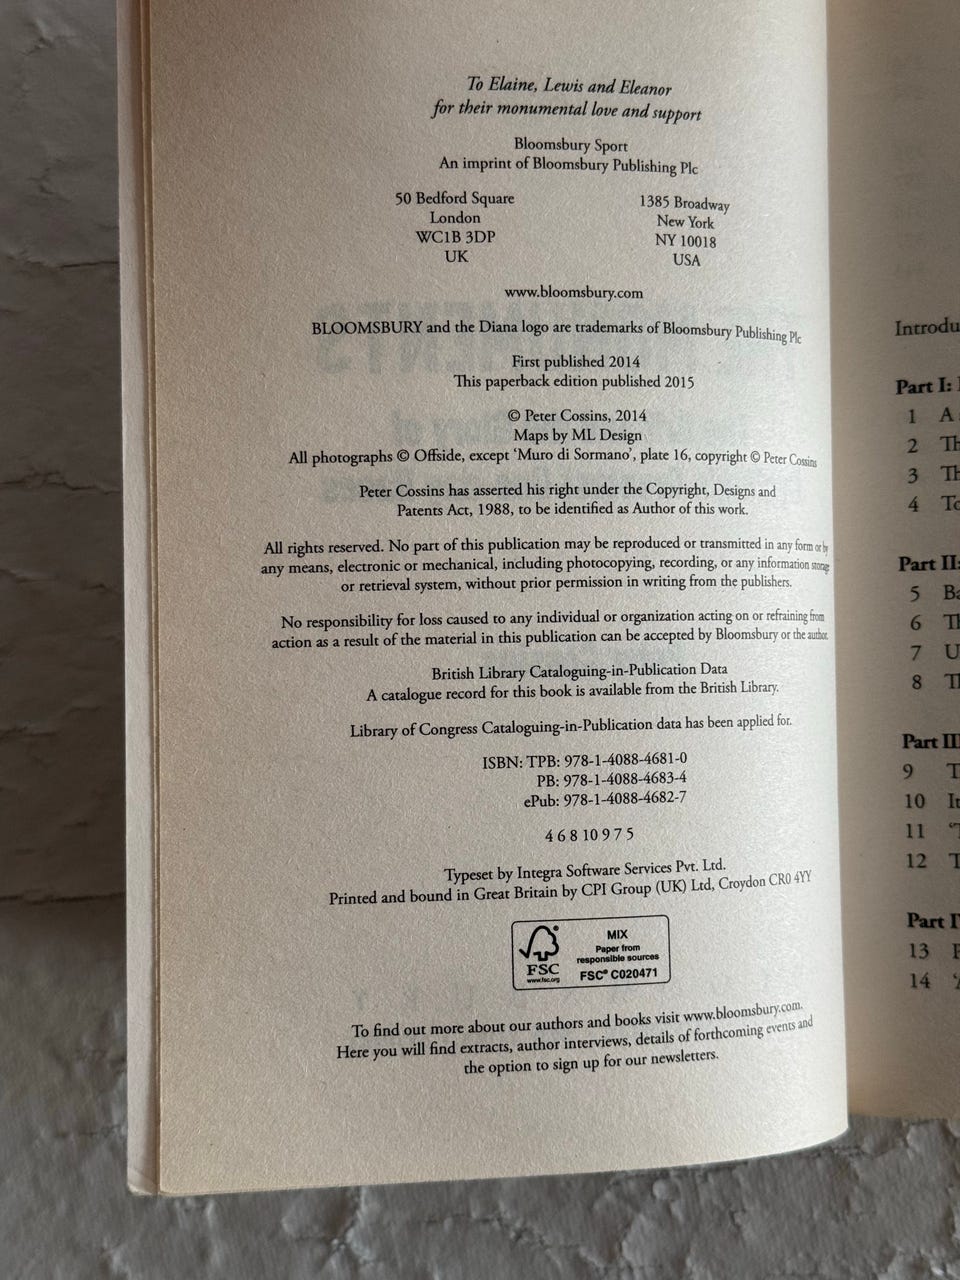 To Elaine, Lewis and Eleanor
for their monumental love and support
Bloomsbury Sport
An imprint of Bloomsbury Publishing Plc
50 Bedford Square
London
WC1B 3DP
UK
1385 Broadway
New York
NY 10018
USA
www.bloomsbury.com
BLOOMSBURY and the Diana logo are trademarks of Bloomsbury Publishing Plc
First published 2014
This paperback edition published 2015
© Peter Cossins, 2014
Maps by ML Design
All photographs © Offside, except ‘Muro di Sormano’, plate 16, copyright © Peter Cossins
Peter Cossins has asserted his right under the Copyright, Designs and
Patents Act, 1988, to be identified as Author of this work.
All rights reserved. No part of this publication may be reproduced or transmitted in any form or by
any means, electronic or mechanical, including photocopying, recording, or any information storage
or retrieval system, without prior permission in writing from the publishers.
No responsibility for loss caused to any individual or organization acting on or refraining from
action as a result of the material in this publication can be accepted by Bloomsbury or the author.
British Library Cataloguing-in-Publication Data
A catalogue record for this book is available from the British Library.
Library of Congress Cataloguing-in-Publication data has been applied for.
ISBN: TPB: 978-1-4088-4681-0
PB: 978-1-4088-4683-4
ePub: 978-1-4088-4682-7
4 6 8 10 9 7 5
Typeset by Integra Software Services Pvt. Ltd.
Printed and bound in Great Britain by CPI Group (UK) Ltd, Croydon CR0 4YY
FSC
www.fsc.org
MIX
Paper from
responsible sources
FSC® C020471
To find out more about our authors and books visit www.bloomsbury.com.
Here you will find extracts, author interviews, details of forthcoming events and
the option to sign up for our newsletters.
Part I:
1 A
2
3
4
Part II:
5
6
7
8
Part III
9
10
11
12
13
14